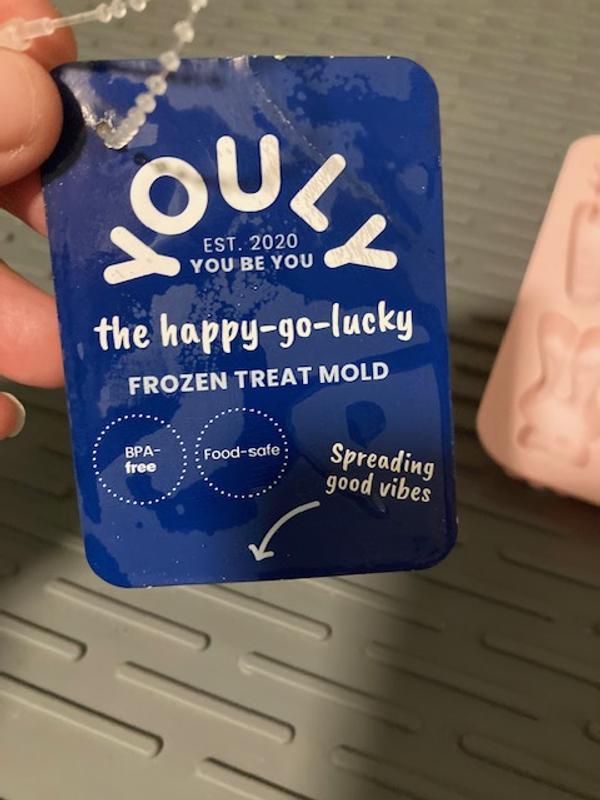 YOULY
EST. 2020
YOU BE YOU
the happy-go-lucky
FROZEN TREAT MOLD
BPA-
free
Food-safe
Spreading
good vibes